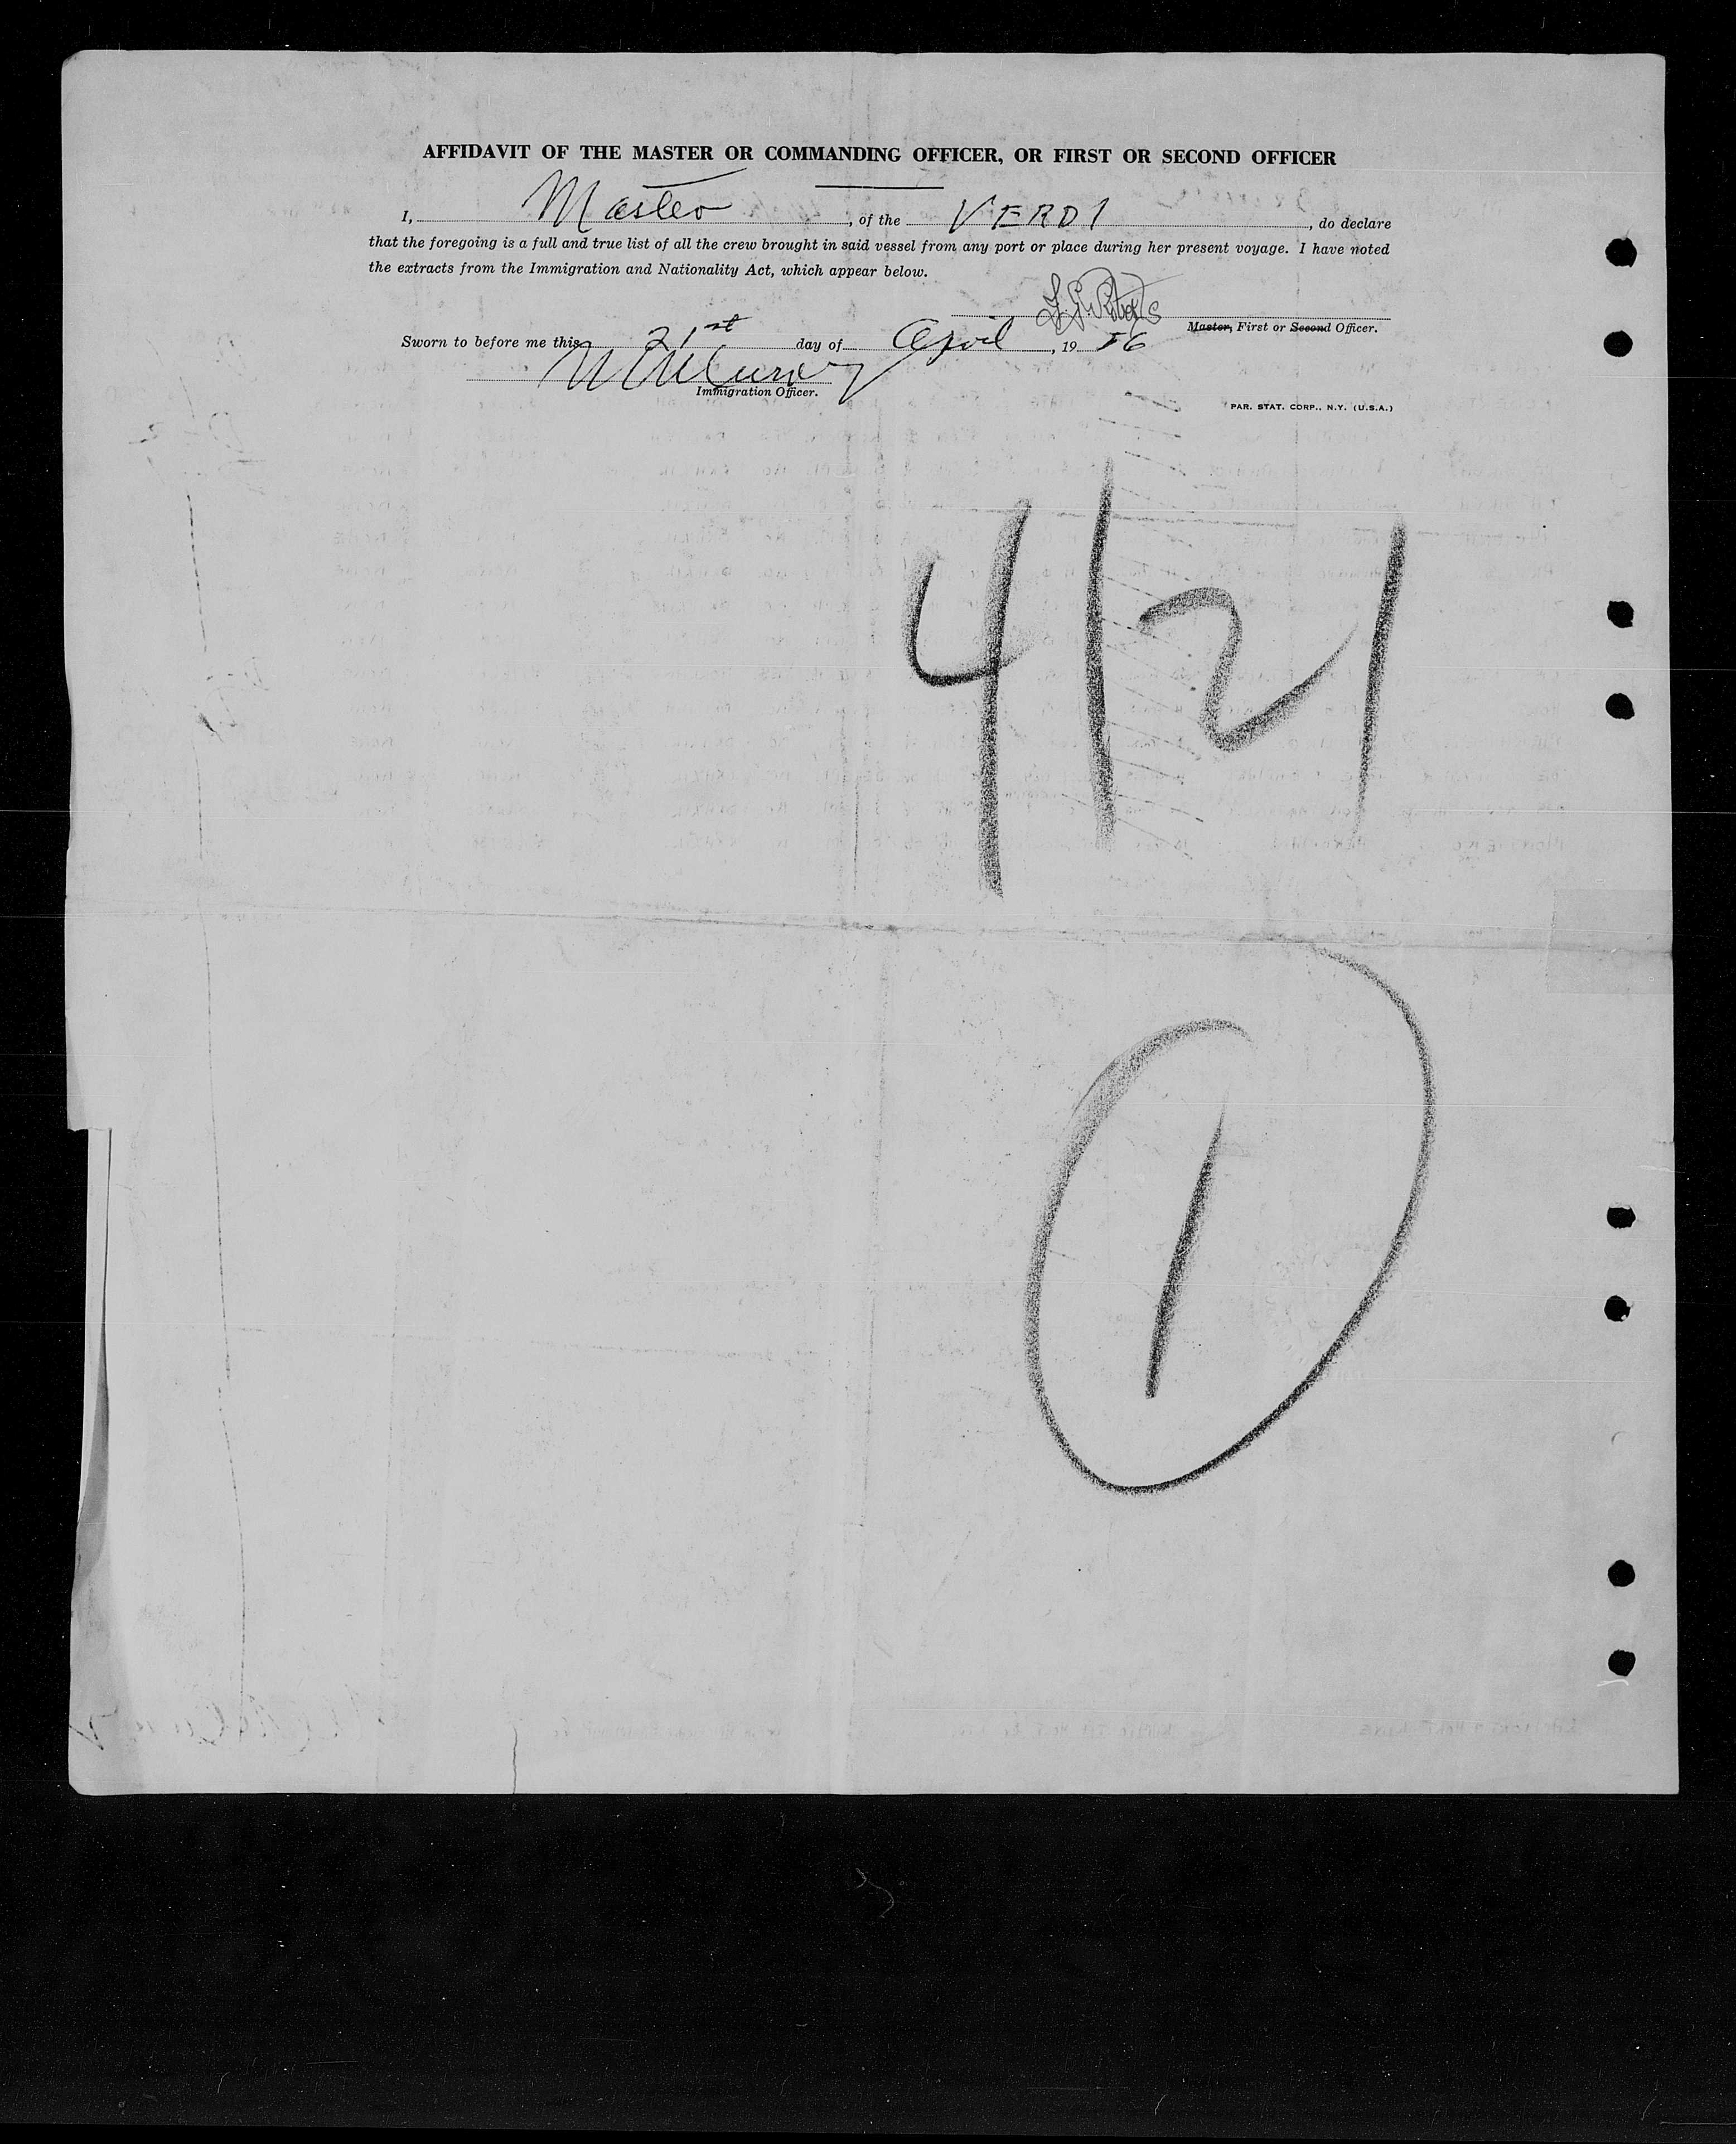 AFFIDAVIT OF THE MASTER OR COMMANDING OFFICER, OR FIRST OR SECOND OFFICER
I, Master, of the VERDI, do declare
that the foregoing is a full and true list of all the crew brought in said vessel from any port or place during her present voyage. I have noted
the extracts from the Immigration and Nationality Act, which appear below.
Master, First or Second Officer.
Sworn to before me this 21st day of April, 19 56
Immigration Officer.
PAR. STAT. CORP., N.Y. (U.S.A.)
4/21
1